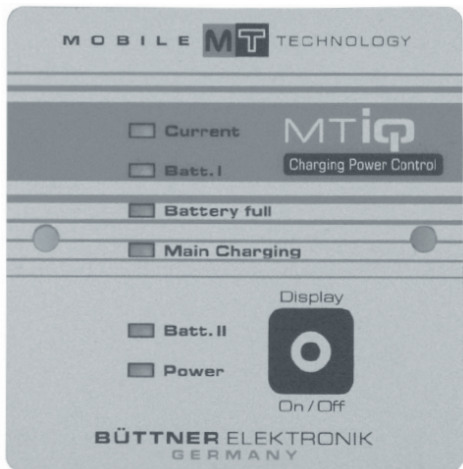 MOBILE MT TECHNOLOGY
Current
MTiQ
Batt. I
Charging Power Control
Battery full
Main Charging
Display
Batt. II
Power
On / Off
BÜTTNER ELEKTRONIK
GERMANY